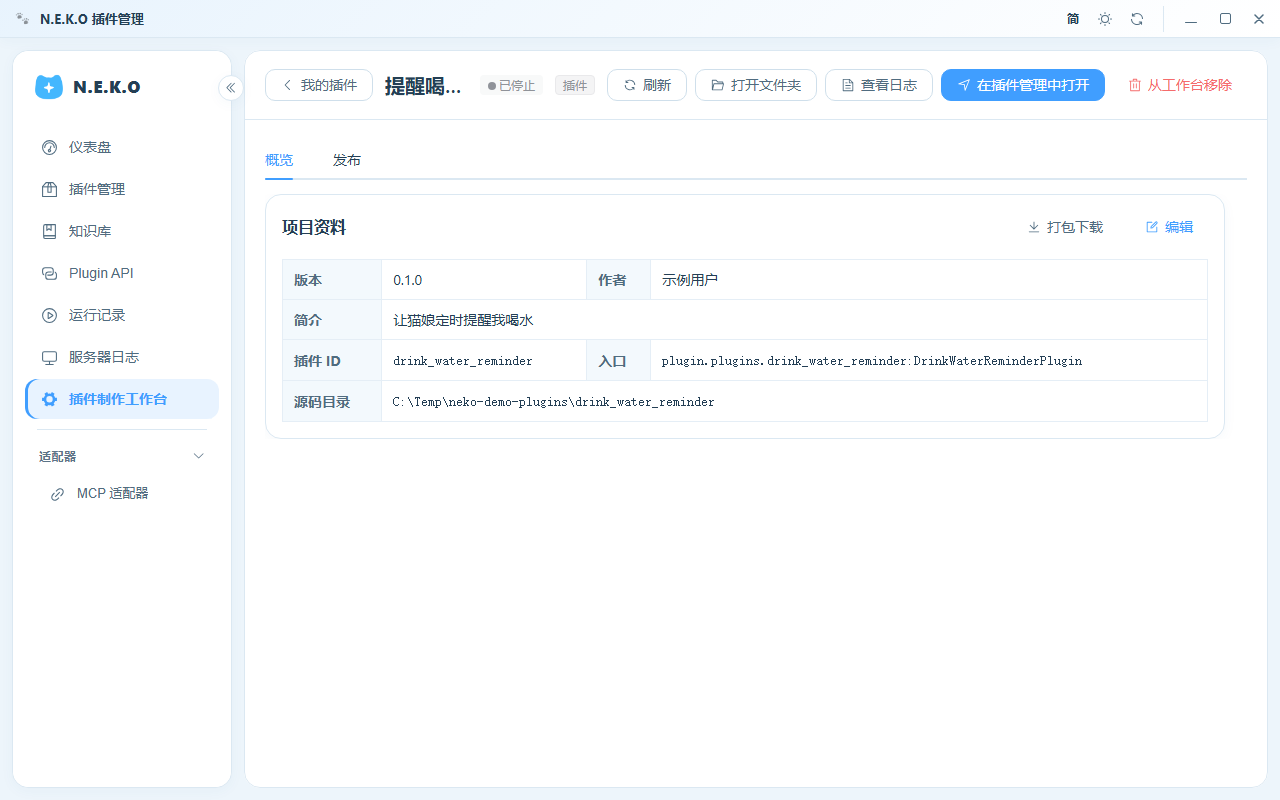 N.E.K.O 插件管理
简
N.E.K.O
仪表盘
插件管理
知识库
Plugin API
运行记录
服务器日志
插件制作工作台
适配器
MCP 适配器
我的插件 提醒喝... 已停止 插件 刷新 打开文件夹 查看日志 在插件管理中打开 从工作台移除
概览 发布
项目资料 打包下载 编辑
版本 0.1.0 作者 示例用户
简介 让猫娘定时提醒我喝水
插件 ID drink_water_reminder 入口 plugin.plugins.drink_water_reminder:DrinkWaterReminderPlugin
源码目录 C:\Temp\neko-demo-plugins\drink_water_reminder